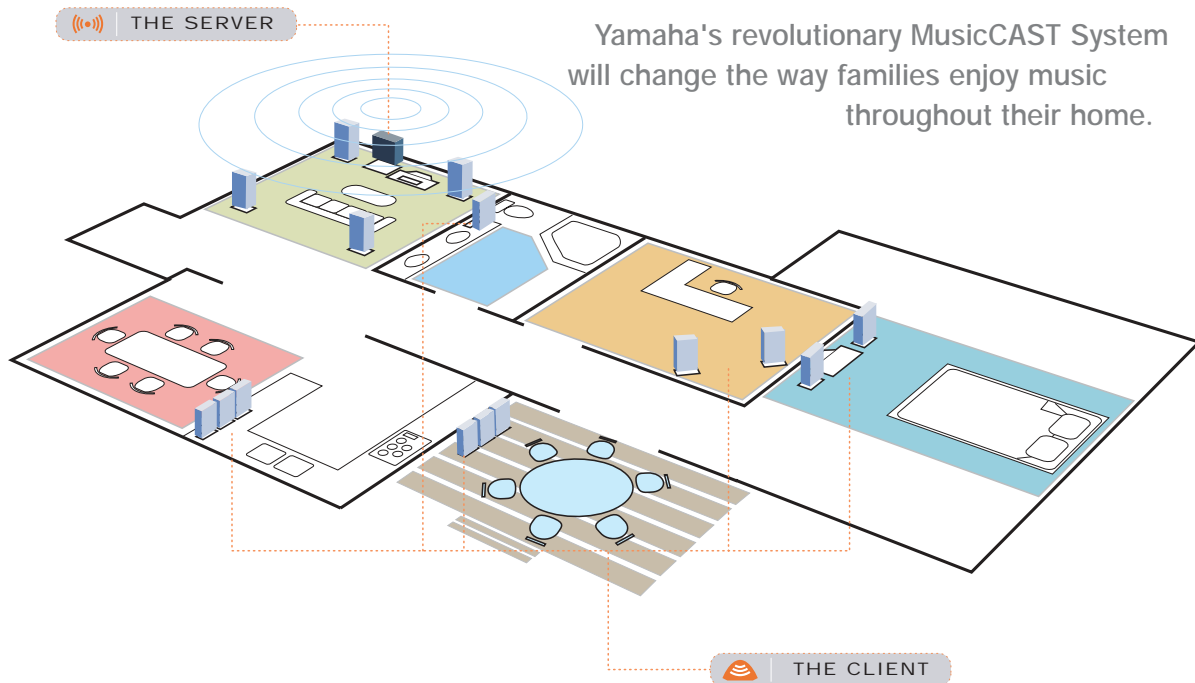 THE SERVER
Yamaha's revolutionary MusicCAST System
will change the way families enjoy music
throughout their home.
THE CLIENT